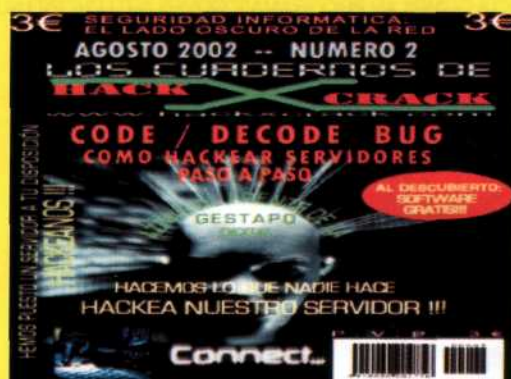 3€ SEGURIDAD INFORMATICA: 3€
EL LADO OSCURO DE LA RED
AGOSTO 2002 -- NUMERO 2
LOS CUADERNOS DE
HACK X CRACK
CODE / DECODE BUG
COMO HACKEAR SERVIDORES
PASO A PASO
AL DESCUBIERTO:
SOFTWARE
GRATIS!!!
GESTAPO
HEMOS PUESTO UN SERVIDOR A TU DISPOSICIÓN
HACKEANOS !!!
HACEMOS LO QUE NADIE HACE
HACKEA NUESTRO SERVIDOR !!!
P.V.P. 3€
Connect...